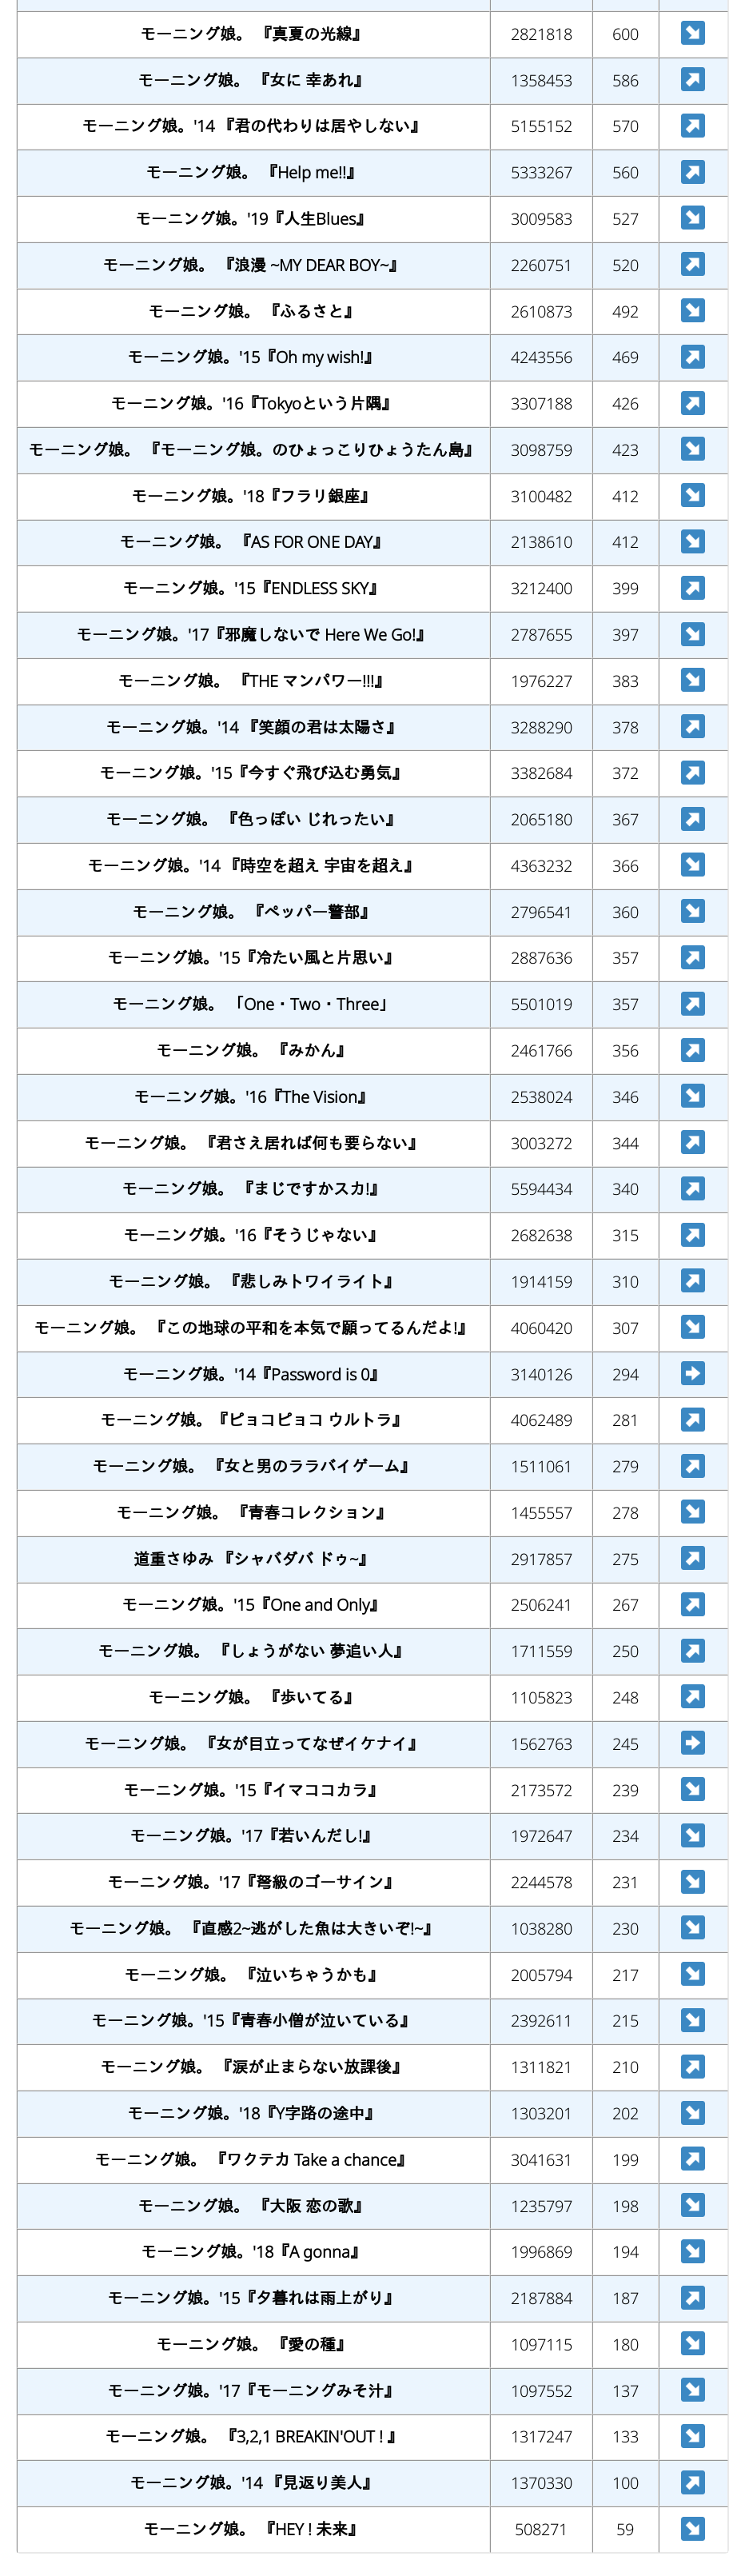 モーニング娘。 『真夏の光線』 2821818 600
モーニング娘。 『女に 幸あれ』 1358453 586
モーニング娘。'14 『君の代わりは居やしない』 5155152 570
モーニング娘。 『Help me!!』 5333267 560
モーニング娘。'19『人生Blues』 3009583 527
モーニング娘。 『浪漫 ~MY DEAR BOY~』 2260751 520
モーニング娘。 『ふるさと』 2610873 492
モーニング娘。'15『Oh my wish!』 4243556 469
モーニング娘。'16『Tokyoという片隅』 3307188 426
モーニング娘。 『モーニング娘。のひょっこりひょうたん島』 3098759 423
モーニング娘。'18『フラリ銀座』 3100482 412
モーニング娘。 『AS FOR ONE DAY』 2138610 412
モーニング娘。'15『ENDLESS SKY』 3212400 399
モーニング娘。'17『邪魔しないで Here We Go!』 2787655 397
モーニング娘。 『THE マンパワー!!!』 1976227 383
モーニング娘。'14 『笑顔の君は太陽さ』 3288290 378
モーニング娘。'15『今すぐ飛び込む勇気』 3382684 372
モーニング娘。 『色っぽい じれったい』 2065180 367
モーニング娘。'14 『時空を超え 宇宙を超え』 4363232 366
モーニング娘。 『ペッパー警部』 2796541 360
モーニング娘。'15『冷たい風と片思い』 2887636 357
モーニング娘。 「One・Two・Three」 5501019 357
モーニング娘。 『みかん』 2461766 356
モーニング娘。'16『The Vision』 2538024 346
モーニング娘。 『君さえ居れば何も要らない』 3003272 344
モーニング娘。 『まじですかスカ!』 5594434 340
モーニング娘。'16『そうじゃない』 2682638 315
モーニング娘。 『悲しみトワイライト』 1914159 310
モーニング娘。 『この地球の平和を本気で願ってるんだよ!』 4060420 307
モーニング娘。'14『Password is 0』 3140126 294
モーニング娘。『ピョコピョコ ウルトラ』 4062489 281
モーニング娘。 『女と男のララバイゲーム』 1511061 279
モーニング娘。 『青春コレクション』 1455557 278
道重さゆみ 『シャバダバ ドゥ~』 2917857 275
モーニング娘。'15『One and Only』 2506241 267
モーニング娘。 『しょうがない 夢追い人』 1711559 250
モーニング娘。 『歩いてる』 1105823 248
モーニング娘。 『女が目立ってなぜイケナイ』 1562763 245
モーニング娘。'15『イマココカラ』 2173572 239
モーニング娘。'17『若いんだし!』 1972647 234
モーニング娘。'17『弩級のゴーサイン』 2244578 231
モーニング娘。 『直感2~逃がした魚は大きいぞ!~』 1038280 230
モーニング娘。 『泣いちゃうかも』 2005794 217
モーニング娘。'15『青春小僧が泣いている』 2392611 215
モーニング娘。 『涙が止まらない放課後』 1311821 210
モーニング娘。'18『Y字路の途中』 1303201 202
モーニング娘。 『ワクテカ Take a chance』 3041631 199
モーニング娘。 『大阪 恋の歌』 1235797 198
モーニング娘。'18『A gonna』 1996869 194
モーニング娘。'15『夕暮れは雨上がり』 2187884 187
モーニング娘。 『愛の種』 1097115 180
モーニング娘。'17『モーニングみそ汁』 1097552 137
モーニング娘。 『3,2,1 BREAKIN'OUT ! 』 1317247 133
モーニング娘。'14 『見返り美人』 1370330 100
モーニング娘。 『HEY ! 未来』 508271 59